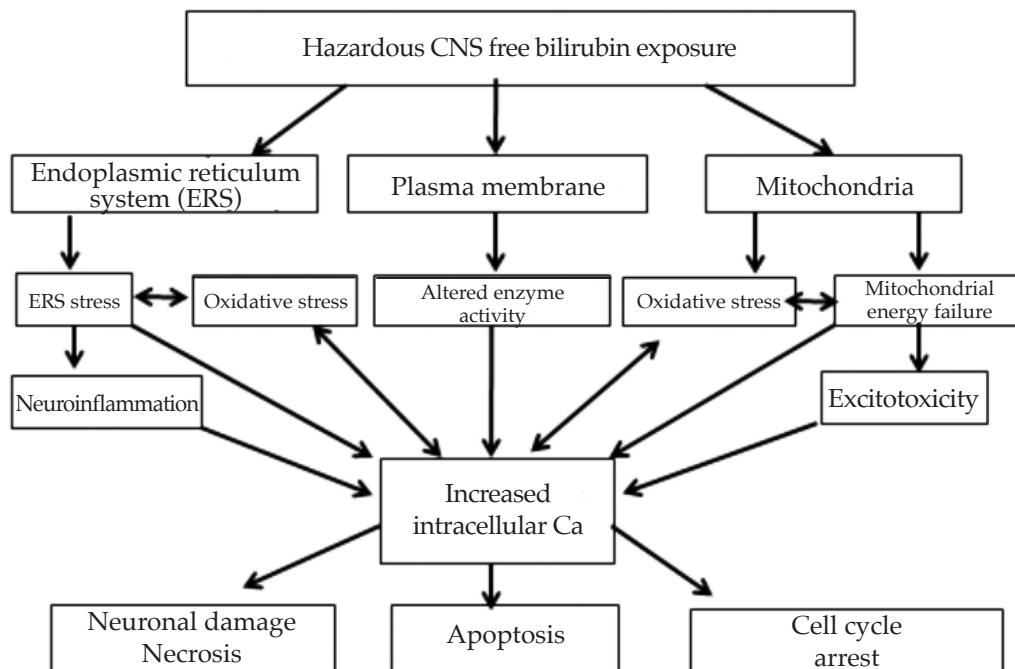 Hazardous CNS free bilirubin exposure
Endoplasmic reticulum
system (ERS)
Plasma membrane
Mitochondria
ERS stress
Oxidative stress
Altered enzyme
activity
Oxidative stress
Mitochondrial
energy failure
Neuroinflammation
Excitotoxicity
Increased
intracellular Ca
Neuronal damage
Necrosis
Apoptosis
Cell cycle
arrest